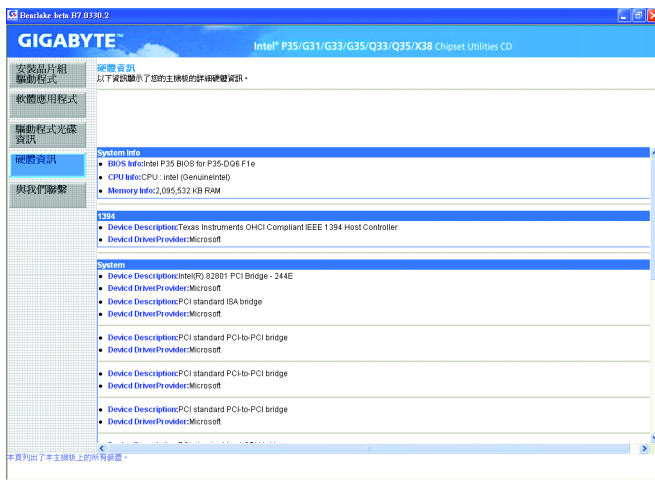 Bearlake beta B7.0330.2
GIGABYTE™
Intel® P35/G31/G33/G35/Q33/Q35/X38 Chipset Utilities CD
安裝品片組
驅動程式
軟體應用程式
驅動程式光碟
資訊
硬體資訊
與我們聯繫
硬體資訊
以下資訊顯示了您的主機板的詳細硬體資訊。
System Info
BIOS Info:Intel P35 BIOS for P35-DQ6 F1e
CPU Info:CPU : intel (GenuineIntel)
Memory Info:2,095,532 KB RAM
1394
Device Description:Texas Instruments OHCI Compliant IEEE 1394 Host Controller
Devicd DriverProvider:Microsoft
System
Device Description:Intel(R) 82801 PCI Bridge - 244E
Devicd DriverProvider:Microsoft
Device Description:PCI standard ISA bridge
Devicd DriverProvider:Microsoft
Device Description:PCI standard PCI-to-PCI bridge
Devicd DriverProvider:Microsoft
Device Description:PCI standard PCI-to-PCI bridge
Devicd DriverProvider:Microsoft
Device Description:PCI standard PCI-to-PCI bridge
Devicd DriverProvider:Microsoft
本頁列出了本主機板上的所有裝置。